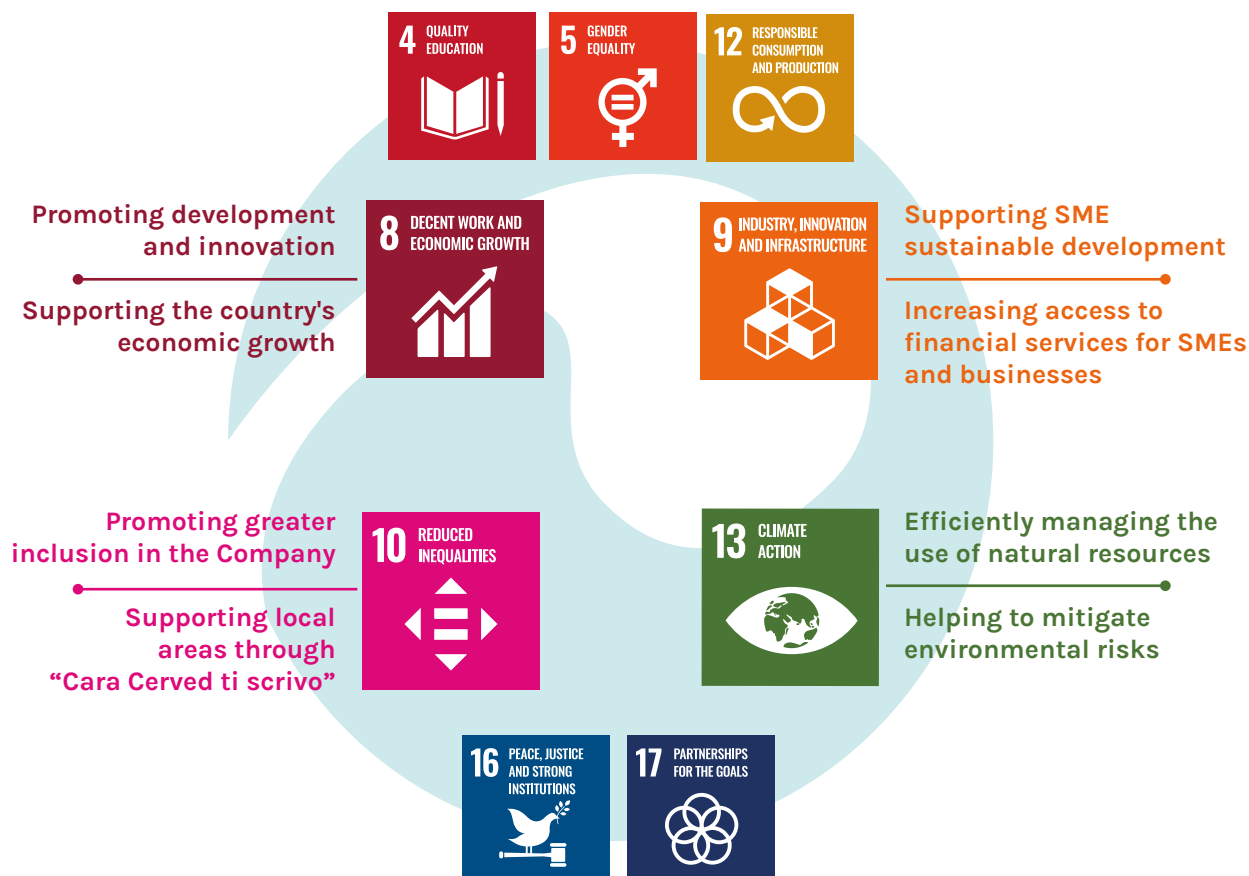 4 QUALITY
EDUCATION
5 GENDER
EQUALITY
12 RESPONSIBLE
CONSUMPTION
AND PRODUCTION
Promoting development
and innovation
Supporting the country's
economic growth
8 DECENT WORK AND
ECONOMIC GROWTH
9 INDUSTRY, INNOVATION
AND INFRASTRUCTURE
Supporting SME
sustainable development
Increasing access to
financial services for SMEs
and businesses
Promoting greater
inclusion in the Company
Supporting local
areas through
“Cara Cerved ti scrivo”
10 REDUCED
INEQUALITIES
13 CLIMATE
ACTION
Efficiently managing the
use of natural resources
Helping to mitigate
environmental risks
16 PEACE, JUSTICE
AND STRONG
INSTITUTIONS
17 PARTNERSHIPS
FOR THE GOALS